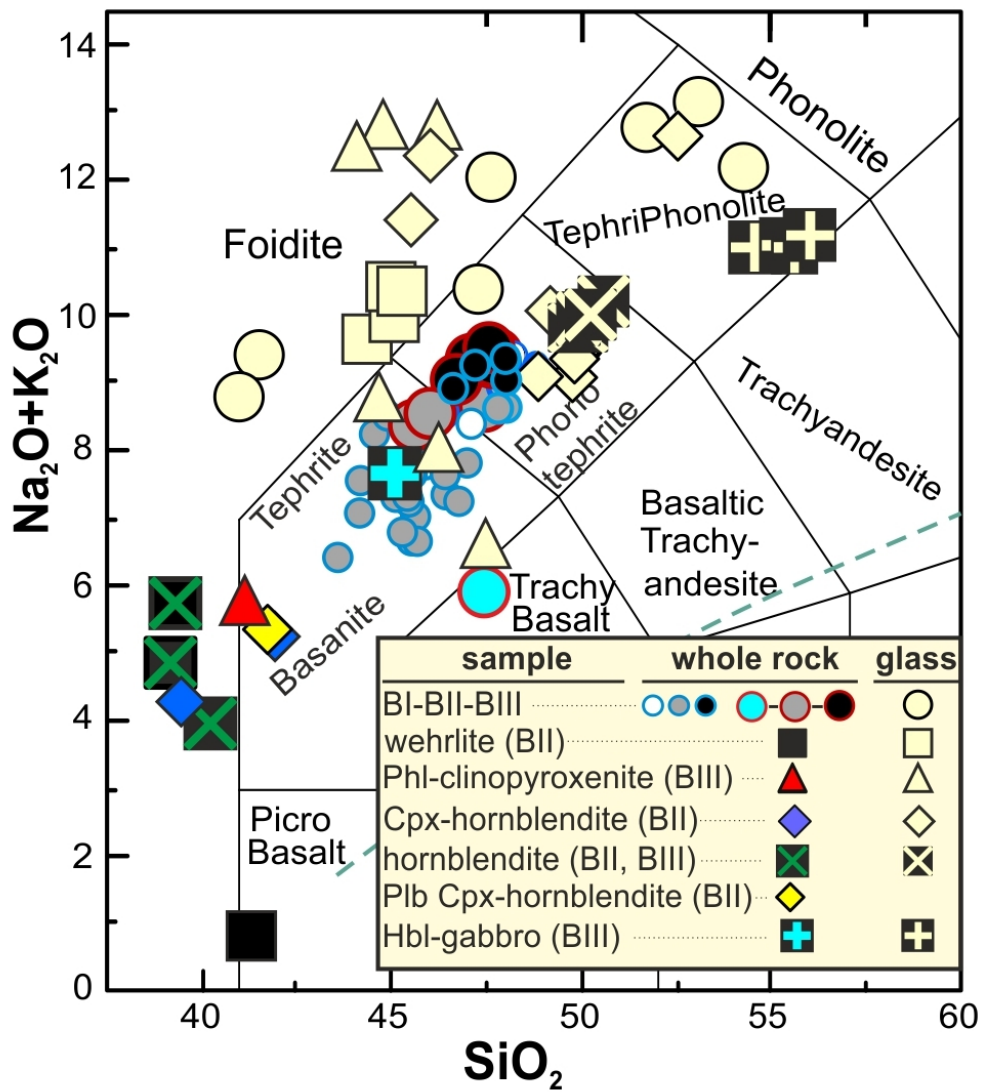 14
12
10
8
6
4
2
0
Na₂O+K₂O
40
45
50
55
60
SiO₂
Phonolite
TephriPhonolite
Foidite
Trachyandesite
Phono
tephrite
Tephrite
Basaltic
Trachy-
andesite
Trachy
Basalt
Basanite
Picro
Basalt
sample whole rock glass
BI-BII-BIII
wehrlite (BII)
Phl-clinopyroxenite (BIII)
Cpx-hornblendite (BII)
hornblendite (BII, BIII)
Plb Cpx-hornblendite (BII)
Hbl-gabbro (BIII)